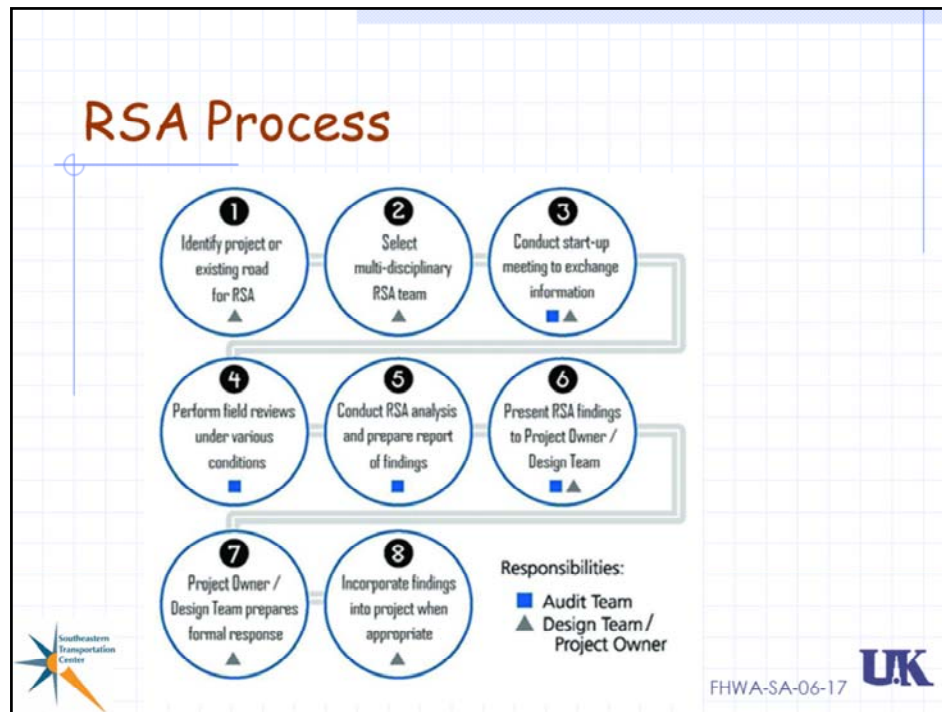 RSA Process
1
Identify project or
existing road
for RSA
2
Select
multi-disciplinary
RSA team
3
Conduct start-up
meeting to exchange
information
4
Perform field reviews
under various
conditions
5
Conduct RSA analysis
and prepare report
of findings
6
Present RSA findings
to Project Owner /
Design Team
7
Project Owner /
Design Team prepares
formal response
8
Incorporate findings
into project when
appropriate
Responsibilities:
Audit Team
Design Team /
Project Owner
Southeastern
Transportation
Center
FHWA-SA-06-17
UK